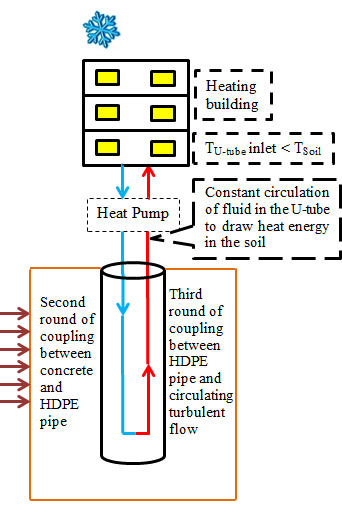 Heating
building
TU-tube inlet < TSoil
Constant circulation
of fluid in the U-tube
to draw heat energy
in the soil
Heat Pump
Second
round of
coupling
between
concrete
and
HDPE
pipe
Third
round of
coupling
between
HDPE
pipe and
circulating
turbulent
flow